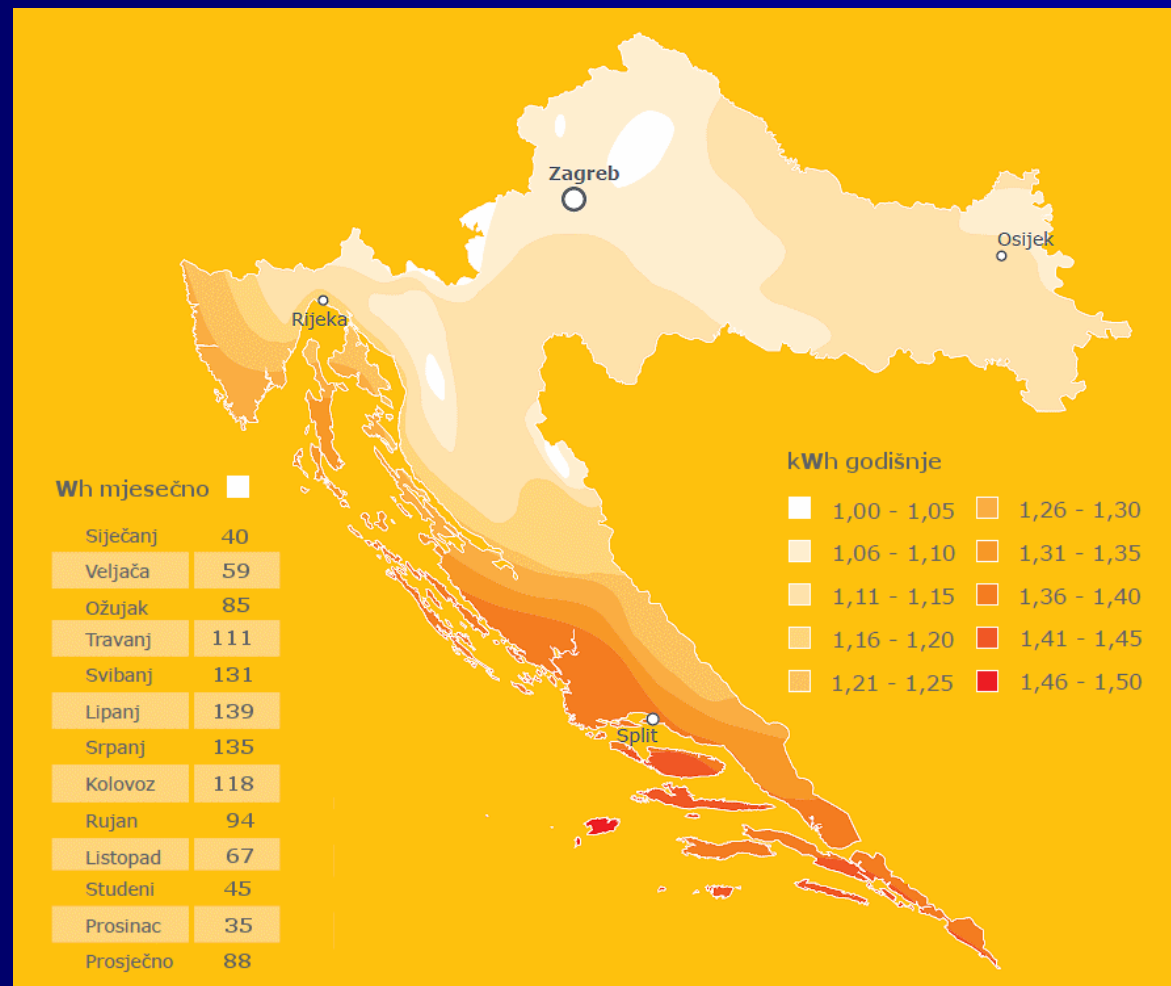 Zagreb
Osijek
Rijeka
Split
Wh mjesečno
Siječanj 40
Veljača 59
Ožujak 85
Travanj 111
Svibanj 131
Lipanj 139
Srpanj 135
Kolovoz 118
Rujan 94
Listopad 67
Studeni 45
Prosinac 35
Prosječno 88
kWh godišnje
1,00 - 1,05 1,26 - 1,30
1,06 - 1,10 1,31 - 1,35
1,11 - 1,15 1,36 - 1,40
1,16 - 1,20 1,41 - 1,45
1,21 - 1,25 1,46 - 1,50